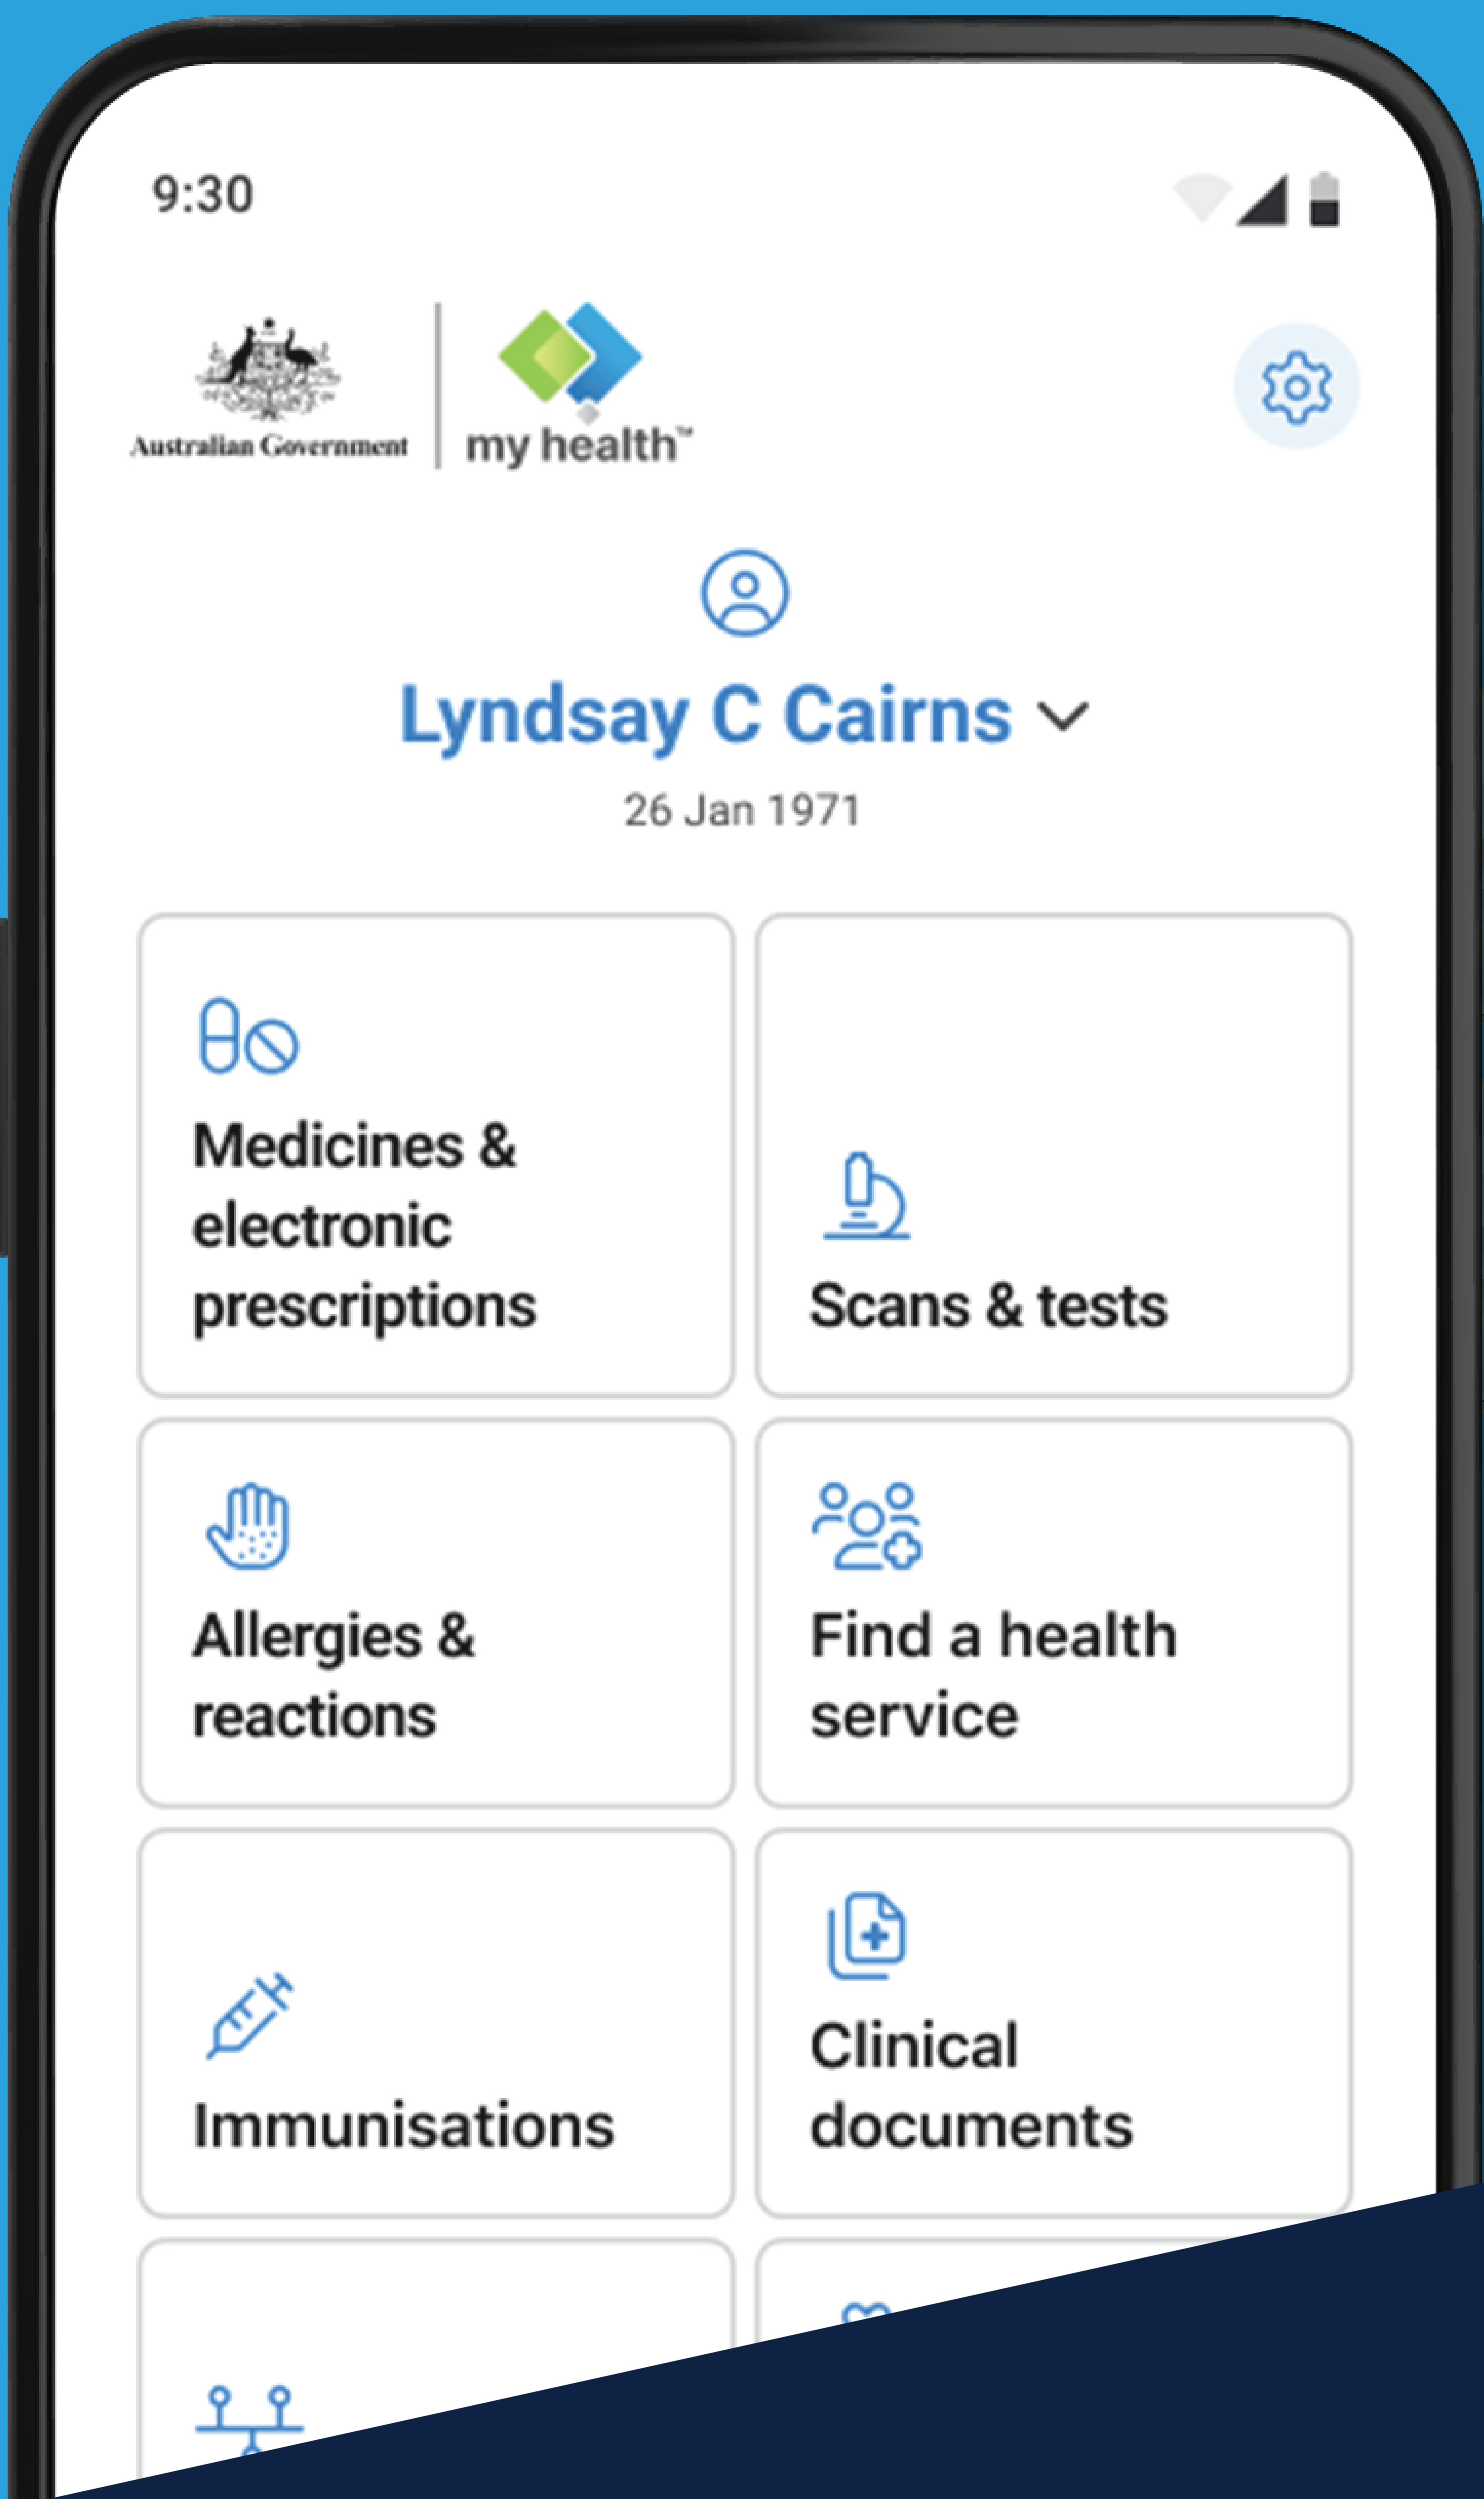 9:30
Australian Government
my health™
Lyndsay C Cairns
26 Jan 1971
Medicines &
electronic
prescriptions
Scans & tests
Allergies &
reactions
Find a health
service
Immunisations
Clinical
documents